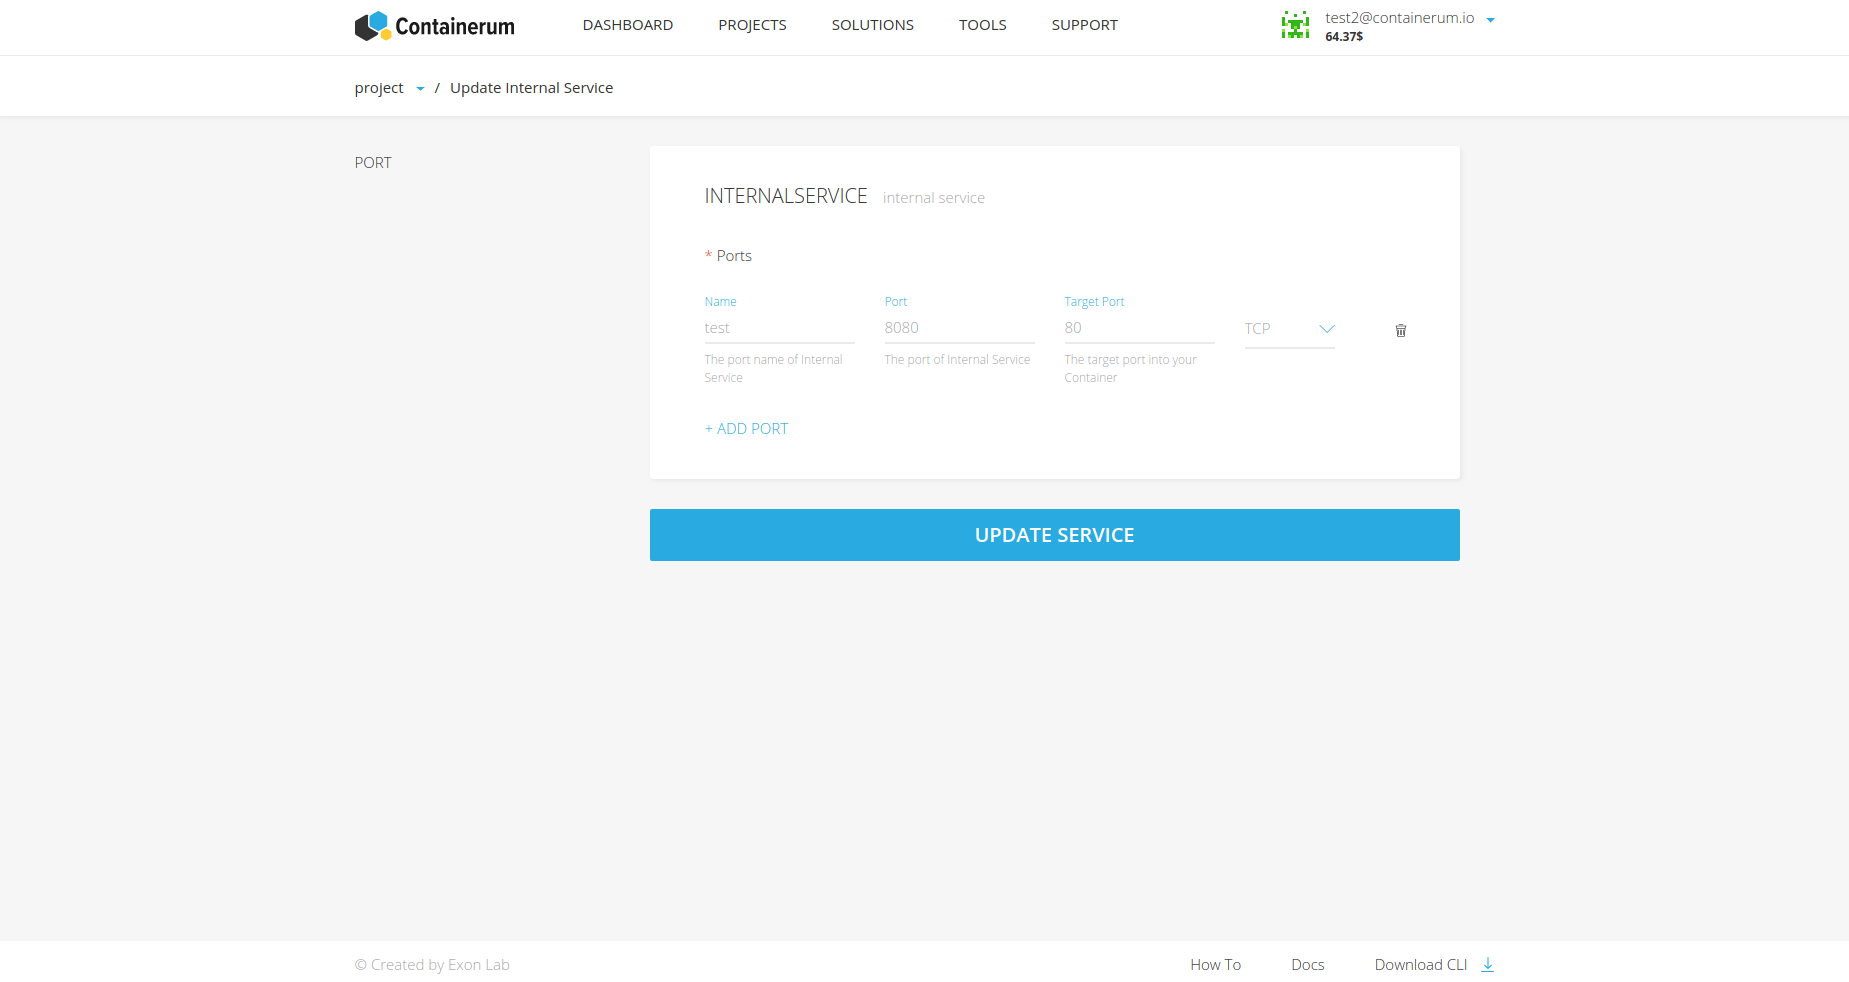 Containerum
DASHBOARD
PROJECTS
SOLUTIONS
TOOLS
SUPPORT
test2@containerum.io
64.37$
project / Update Internal Service
PORT
INTERNALSERVICE internal service
* Ports
Name
test
The port name of Internal
Service
Port
8080
The port of Internal Service
Target Port
80
The target port into your
Container
TCP
+ ADD PORT
UPDATE SERVICE
© Created by Exon Lab
How To
Docs
Download CLI